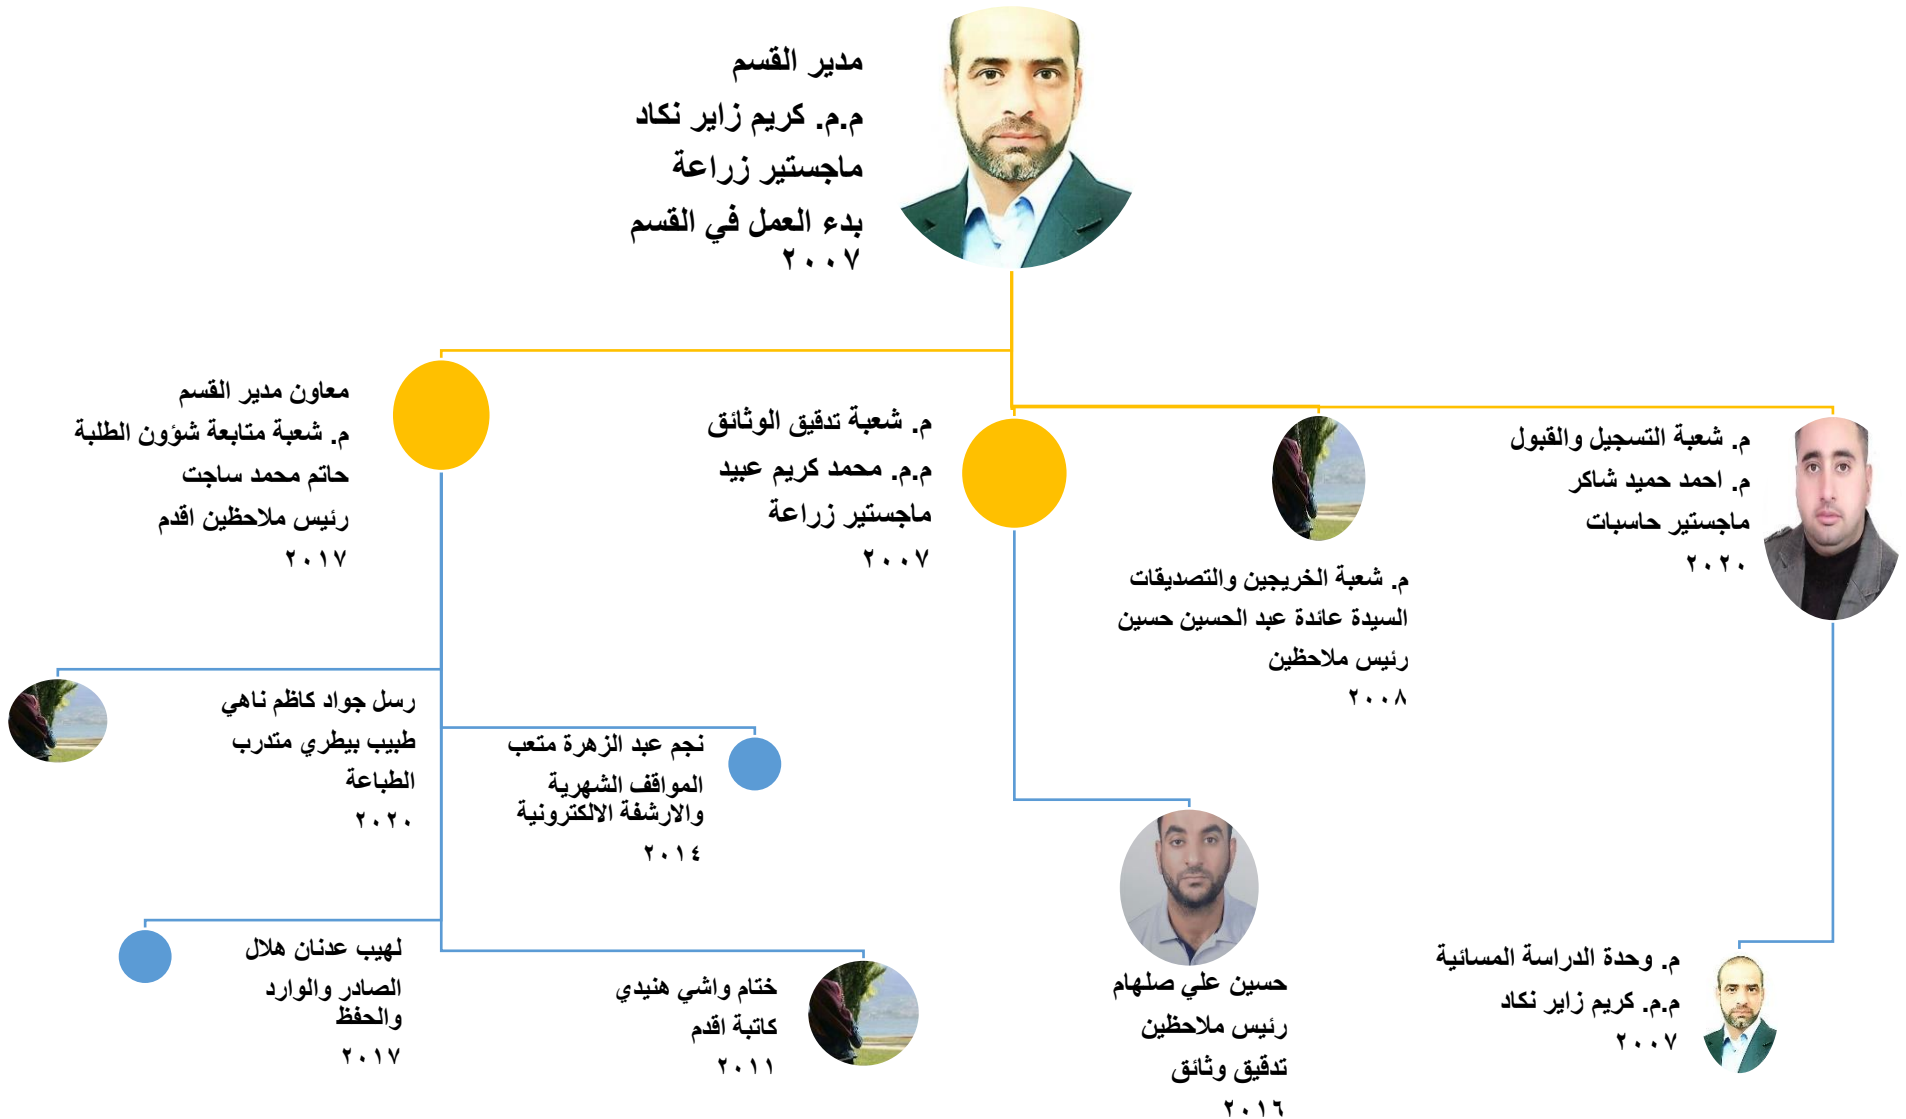 مدير القسم
م.م. كريم زاير نكاد
ماجستير زراعة
بدء العمل في القسم
٢٠٠٧
م. شعبة التسجيل والقبول
م. احمد حميد شاكر
ماجستير حاسبات
٢٠٢٠
م. شعبة الخريجين والتصديقات
السيدة عائدة عبد الحسين حسين
رئيس ملاحظين
٢٠٠٨
م. شعبة تدقيق الوثائق
م.م. محمد كريم عبيد
ماجستير زراعة
٢٠٠٧
معاون مدير القسم
م. شعبة متابعة شؤون الطلبة
حاتم محمد ساجت
رئيس ملاحظين اقدم
٢٠١٧
نجم عبد الزهرة متعب
المواقف الشهرية
والارشفة الالكترونية
٢٠١٤
رسل جواد كاظم ناهي
طبيب بيطري متدرب
الطباعة
٢٠٢٠
م. وحدة الدراسة المسائية
م.م. كريم زاير نكاد
٢٠٠٧
حسين علي صلهام
رئيس ملاحظين
تدقيق وثائق
٢٠١٦
ختام واشي هنيدي
كاتبة اقدم
٢٠١١
لهيب عدنان هلال
الصادر والوارد
والحفظ
٢٠١٧